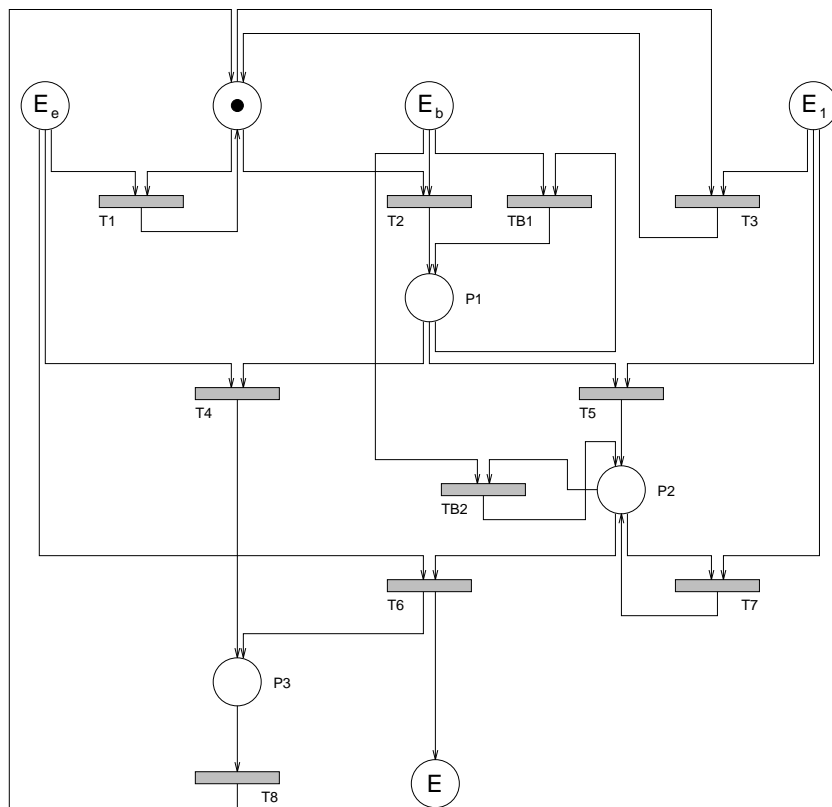 Ee Eb E1
T1 T2 TB1 T3
P1
T4 T5
P2
TB2
T6 T7
P3
T8 E